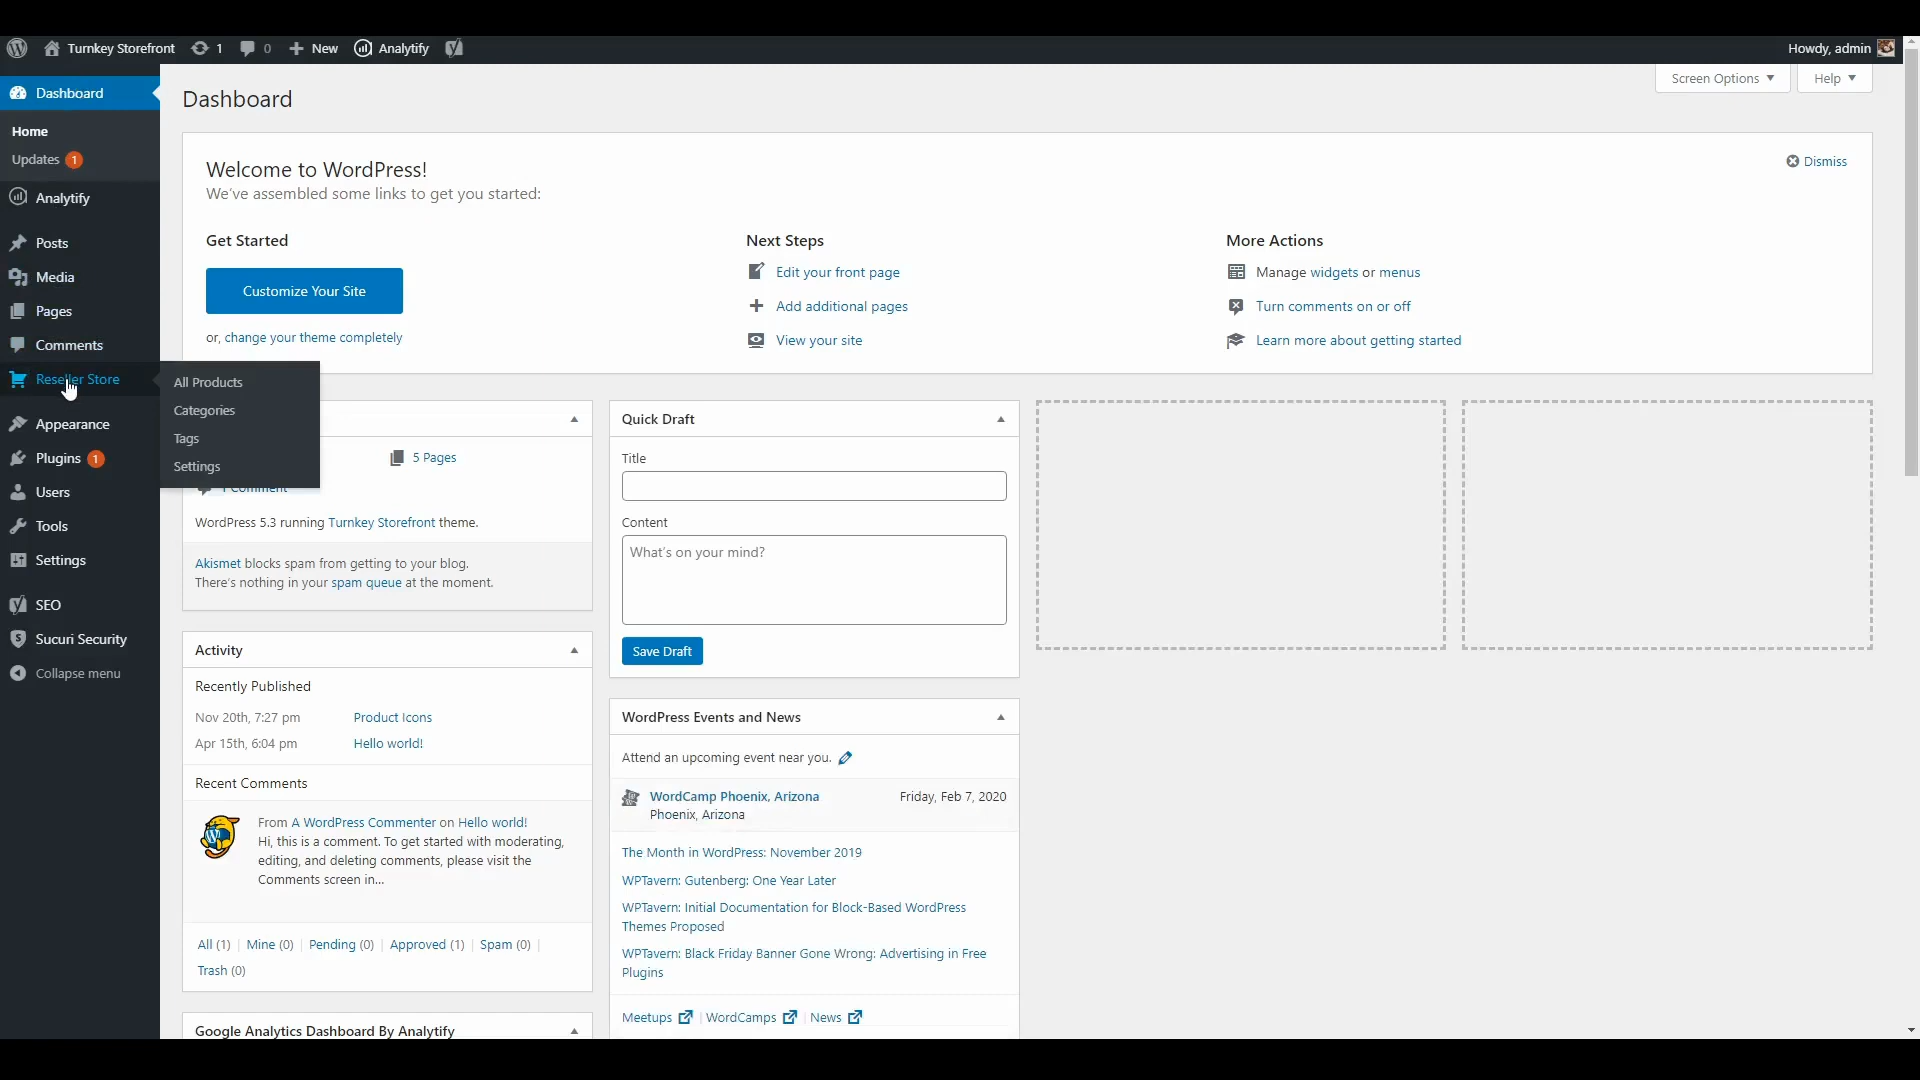 Turnkey Storefront 1 0 New Analytify Howdy, admin
Dashboard
Home
Updates 1
Analytify
Posts
Media
Pages
Comments
Reseller Store
Appearance
Plugins 1
Users
Tools
Settings
SEO
Sucuri Security
Collapse menu
All Products
Categories
Tags
Settings
Screen Options Help
Dashboard
Welcome to WordPress!
We've assembled some links to get you started:
Dismiss
Get Started
Customize Your Site
or, change your theme completely
Next Steps
Edit your front page
Add additional pages
View your site
More Actions
Manage widgets or menus
Turn comments on or off
Learn more about getting started
5 Pages
1 Comment
WordPress 5.3 running Turnkey Storefront theme.
Akismet blocks spam from getting to your blog.
There's nothing in your spam queue at the moment.
Activity
Recently Published
Nov 20th, 7:27 pm Product Icons
Apr 15th, 6:04 pm Hello world!
Recent Comments
From A WordPress Commenter on Hello world!
Hi, this is a comment. To get started with moderating,
editing, and deleting comments, please visit the
Comments screen in...
All (1) | Mine (0) | Pending (0) | Approved (1) | Spam (0) |
Trash (0)
Google Analytics Dashboard By Analytify
Quick Draft
Title
Content
What's on your mind?
Save Draft
WordPress Events and News
Attend an upcoming event near you.
WordCamp Phoenix, Arizona Friday, Feb 7, 2020
Phoenix, Arizona
The Month in WordPress: November 2019
WPTavern: Gutenberg: One Year Later
WPTavern: Initial Documentation for Block-Based WordPress
Themes Proposed
WPTavern: Black Friday Banner Gone Wrong: Advertising in Free
Plugins
Meetups | WordCamps | News